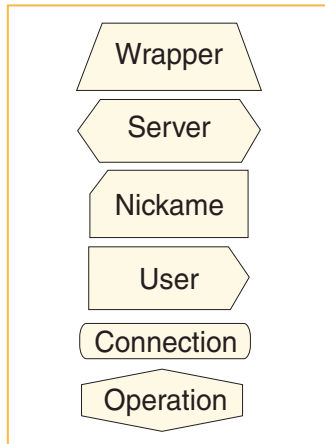 Wrapper
Server
Nickame
User
Connection
Operation